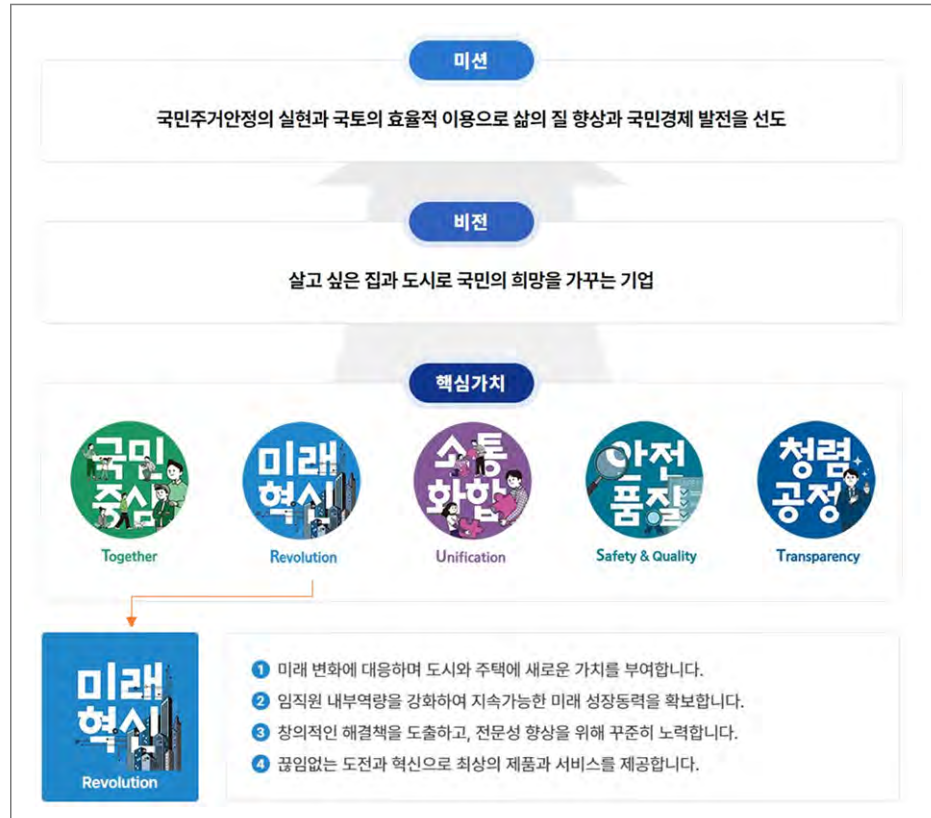 미션
국민주거안정의 실현과 국토의 효율적 이용으로 삶의 질 향상과 국민경제 발전을 선도
비전
살고 싶은 집과 도시로 국민의 희망을 가꾸는 기업
핵심가치
국민
중심
Together
미래
혁신
Revolution
소통
화합
Unification
안전
품질
Safety & Quality
청렴
공정
Transparency
미래
혁신
Revolution
1 미래 변화에 대응하며 도시와 주택에 새로운 가치를 부여합니다.
2 임직원 내부역량을 강화하여 지속가능한 미래 성장동력을 확보합니다.
3 창의적인 해결책을 도출하고, 전문성 향상을 위해 꾸준히 노력합니다.
4 끊임없는 도전과 혁신으로 최상의 제품과 서비스를 제공합니다.